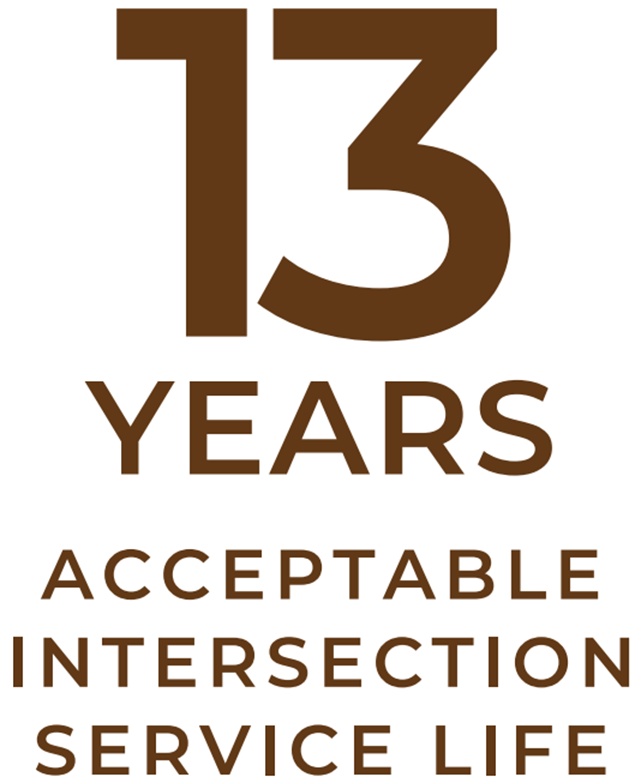 13
YEARS
ACCEPTABLE
INTERSECTION
SERVICE LIFE